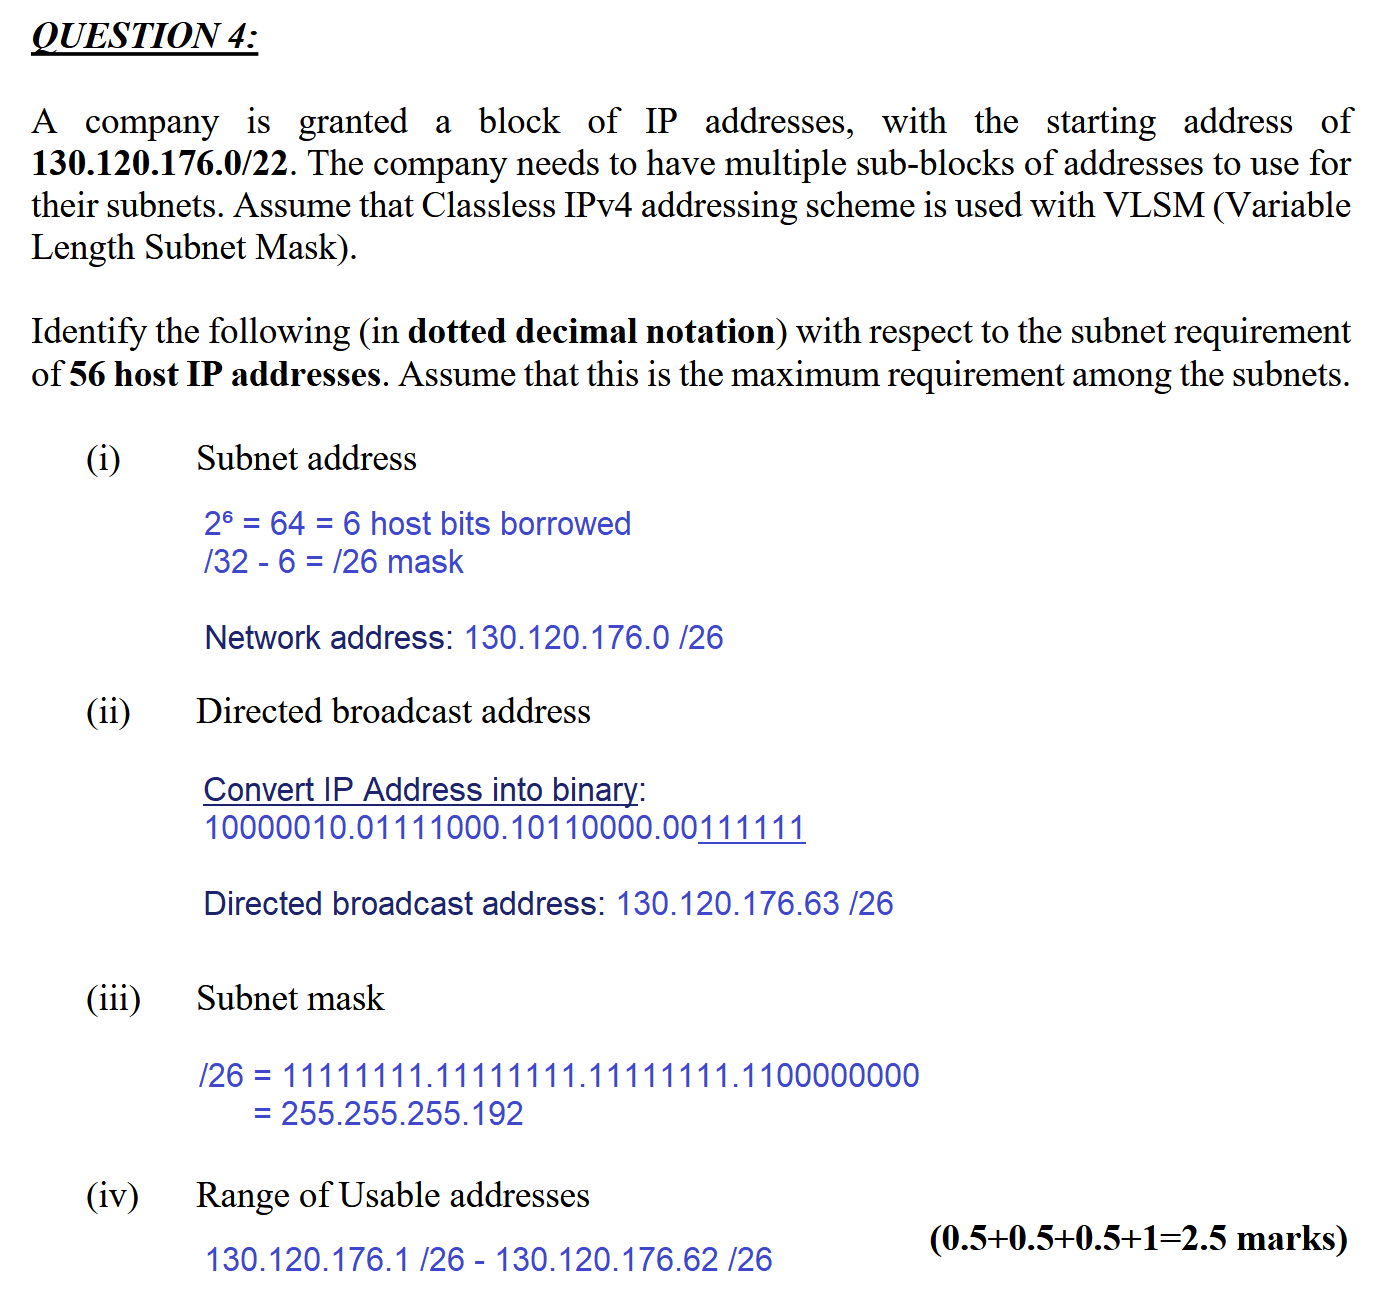 QUESTION 4:
A company is granted a block of IP addresses, with the starting address of
130.120.176.0/22. The company needs to have multiple sub-blocks of addresses to use for
their subnets. Assume that Classless IPv4 addressing scheme is used with VLSM (Variable
Length Subnet Mask).
Identify the following (in dotted decimal notation) with respect to the subnet requirement
of 56 host IP addresses. Assume that this is the maximum requirement among the subnets.
(i) Subnet address
2⁶ = 64 = 6 host bits borrowed
/32 - 6 = /26 mask
Network address: 130.120.176.0 /26
(ii) Directed broadcast address
Convert IP Address into binary:
10000010.01111000.10110000.00111111
Directed broadcast address: 130.120.176.63 /26
(iii) Subnet mask
/26 = 11111111.11111111.11111111.1100000000
= 255.255.255.192
(iv) Range of Usable addresses
(0.5+0.5+0.5+1=2.5 marks)
130.120.176.1 /26 - 130.120.176.62 /26